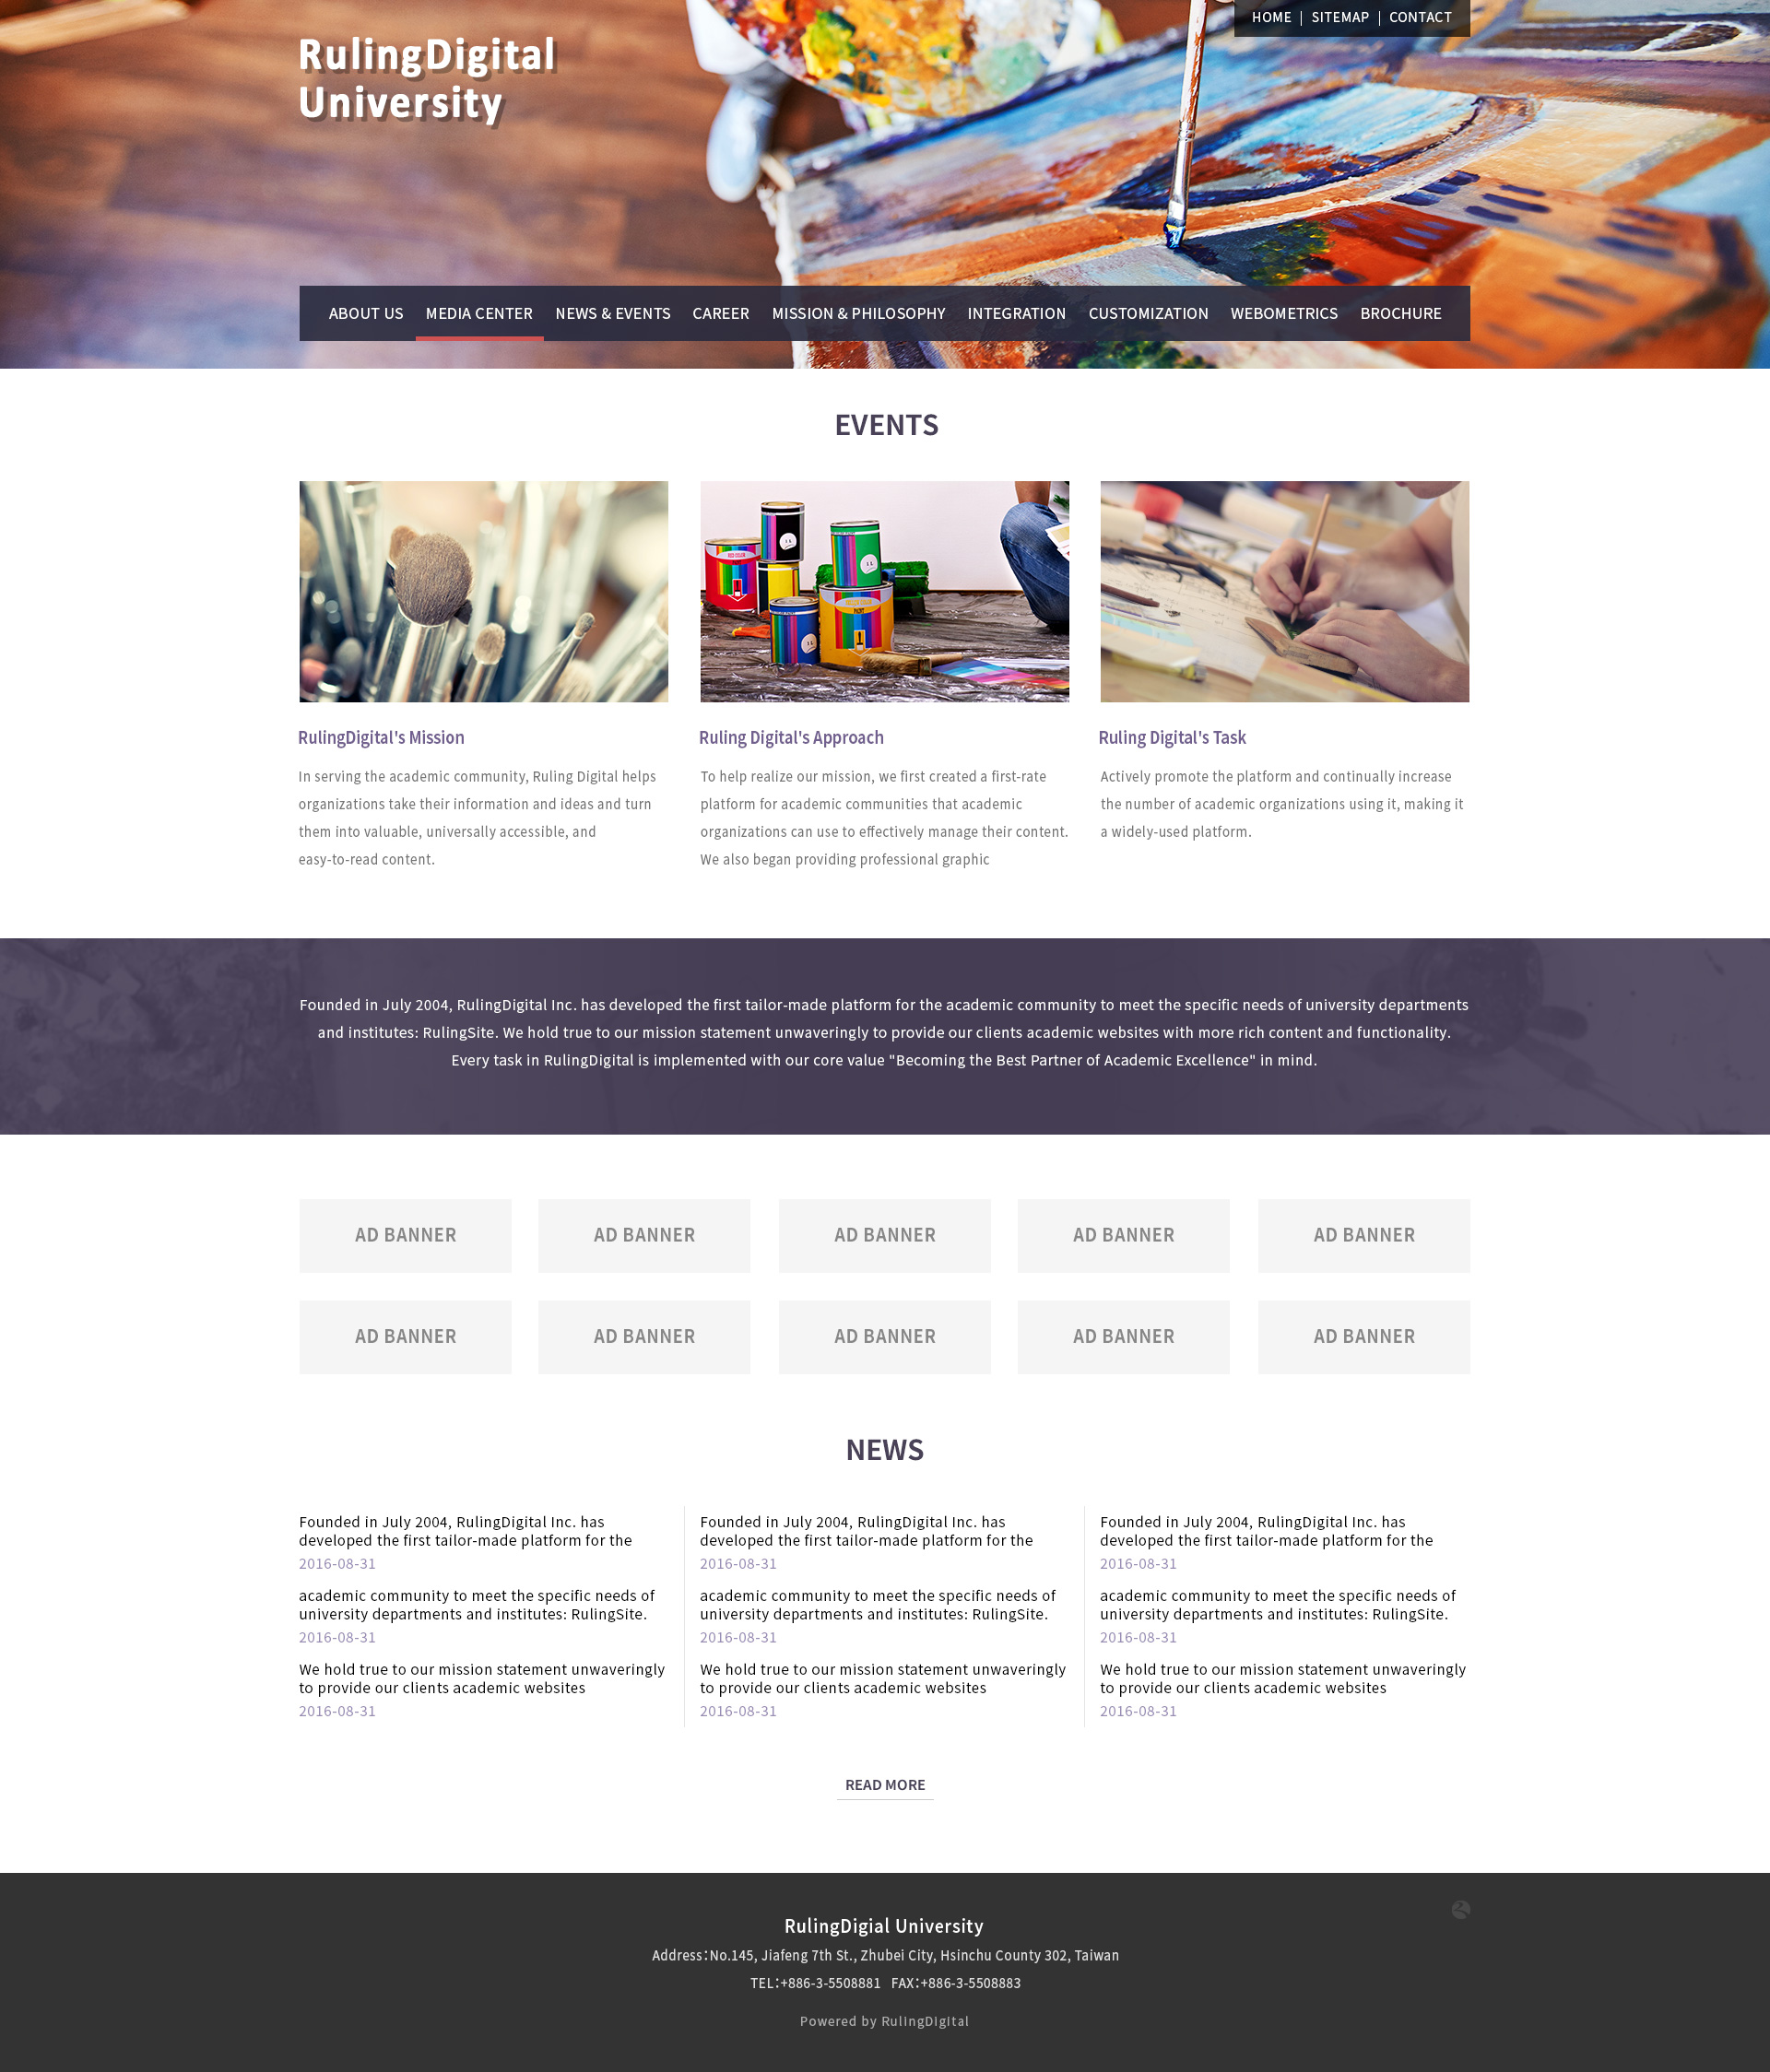 HOME | SITEMAP | CONTACT
RulingDigital
University
ABOUT US MEDIA CENTER NEWS & EVENTS CAREER MISSION & PHILOSOPHY INTEGRATION CUSTOMIZATION WEBOMETRICS BROCHURE
EVENTS
RulingDigital's Mission
In serving the academic community, Ruling Digital helps
organizations take their information and ideas and turn
them into valuable, universally accessible, and
easy-to-read content.
Ruling Digital's Approach
To help realize our mission, we first created a first-rate
platform for academic communities that academic
organizations can use to effectively manage their content.
We also began providing professional graphic
Ruling Digital's Task
Actively promote the platform and continually increase
the number of academic organizations using it, making it
a widely-used platform.
Founded in July 2004, RulingDigital Inc. has developed the first tailor-made platform for the academic community to meet the specific needs of university departments
and institutes: RulingSite. We hold true to our mission statement unwaveringly to provide our clients academic websites with more rich content and functionality.
Every task in RulingDigital is implemented with our core value "Becoming the Best Partner of Academic Excellence" in mind.
AD BANNER AD BANNER AD BANNER AD BANNER AD BANNER
AD BANNER AD BANNER AD BANNER AD BANNER AD BANNER
NEWS
Founded in July 2004, RulingDigital Inc. has
developed the first tailor-made platform for the
2016-08-31
academic community to meet the specific needs of
university departments and institutes: RulingSite.
2016-08-31
We hold true to our mission statement unwaveringly
to provide our clients academic websites
2016-08-31
Founded in July 2004, RulingDigital Inc. has
developed the first tailor-made platform for the
2016-08-31
academic community to meet the specific needs of
university departments and institutes: RulingSite.
2016-08-31
We hold true to our mission statement unwaveringly
to provide our clients academic websites
2016-08-31
Founded in July 2004, RulingDigital Inc. has
developed the first tailor-made platform for the
2016-08-31
academic community to meet the specific needs of
university departments and institutes: RulingSite.
2016-08-31
We hold true to our mission statement unwaveringly
to provide our clients academic websites
2016-08-31
READ MORE
RulingDigial University
Address：No.145, Jiafeng 7th St., Zhubei City, Hsinchu County 302, Taiwan
TEL：+886-3-5508881 FAX：+886-3-5508883
Powered by RulingDigital